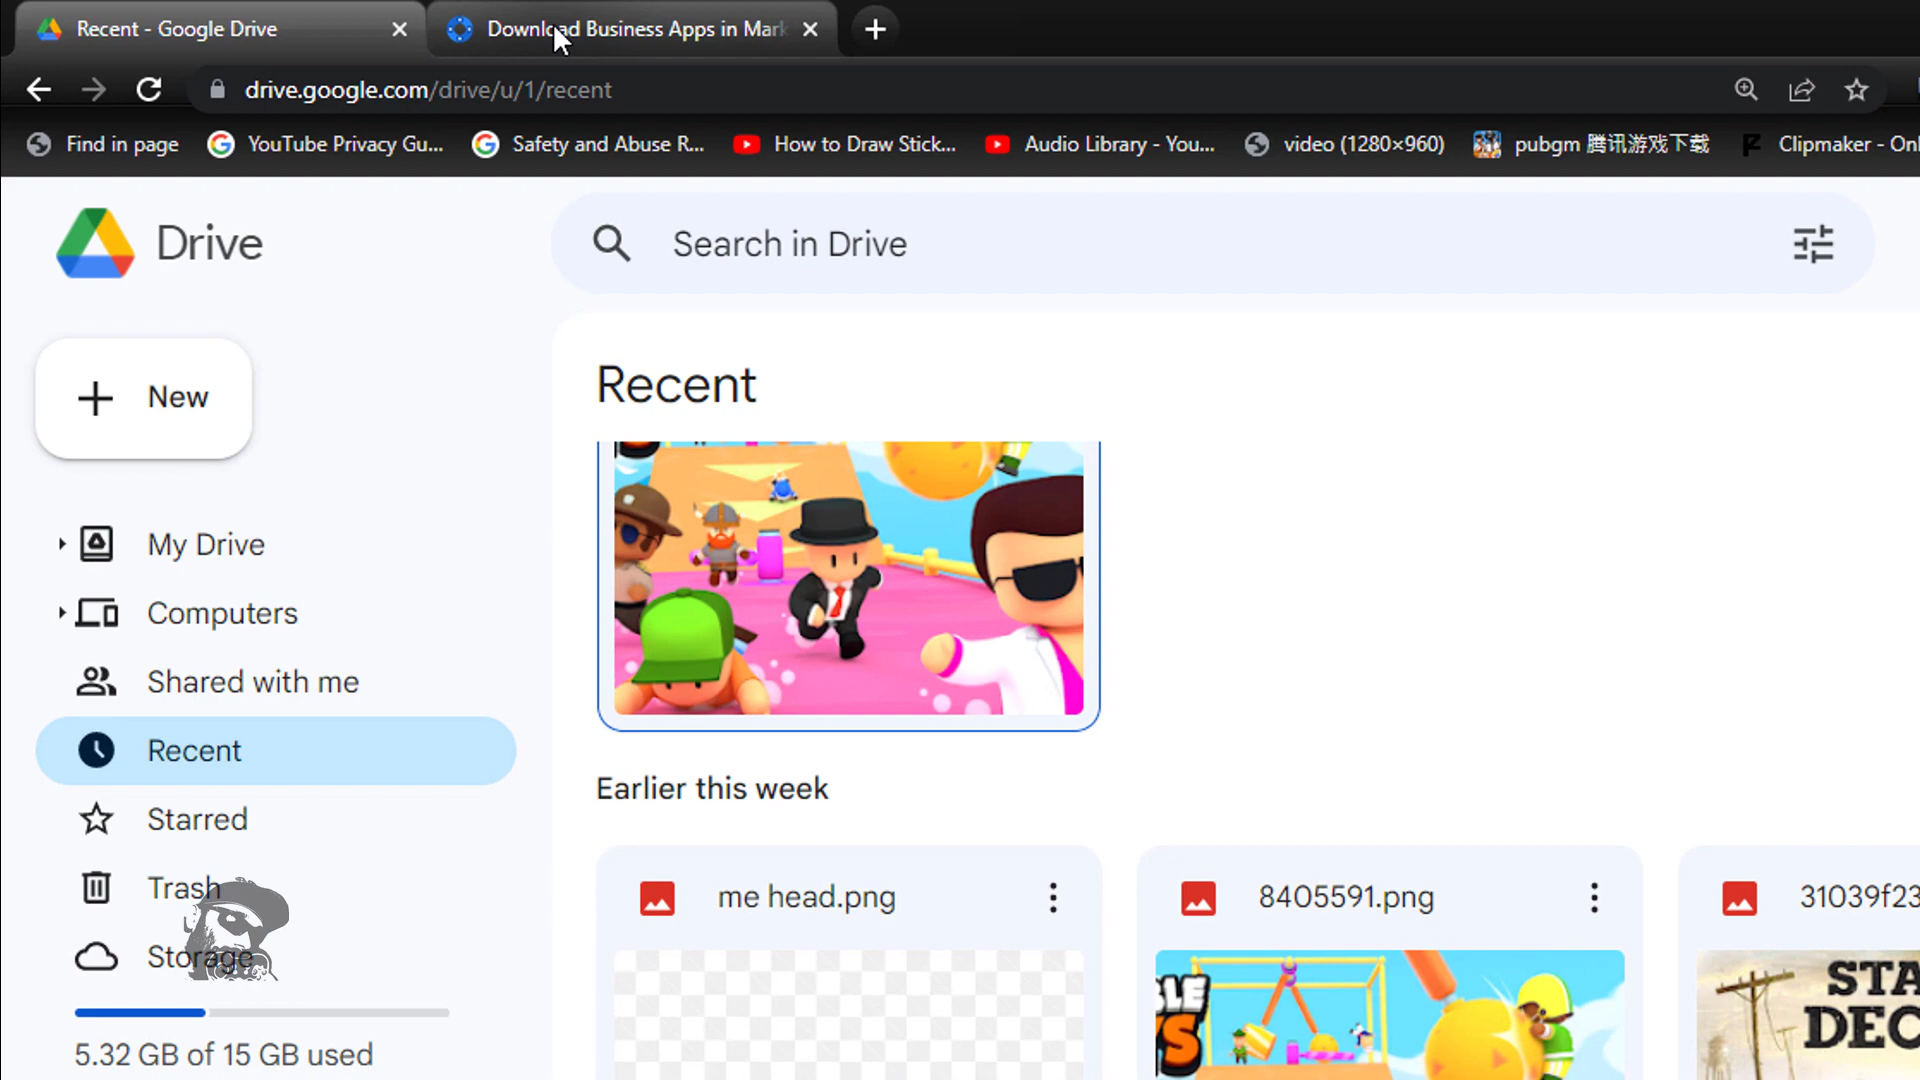 Recent - Google Drive
Download Business Apps in Mark
drive.google.com/drive/u/1/recent
Find in page
YouTube Privacy Gu...
Safety and Abuse R...
How to Draw Stick...
Audio Library - You...
video (1280×960)
pubgm 腾讯游戏下载
Clipmaker - Onl
Drive
Search in Drive
New
Recent
My Drive
Computers
Shared with me
Recent
Starred
Trash
Storage
5.32 GB of 15 GB used
Earlier this week
me head.png
8405591.png
31039f23
STA
DEC